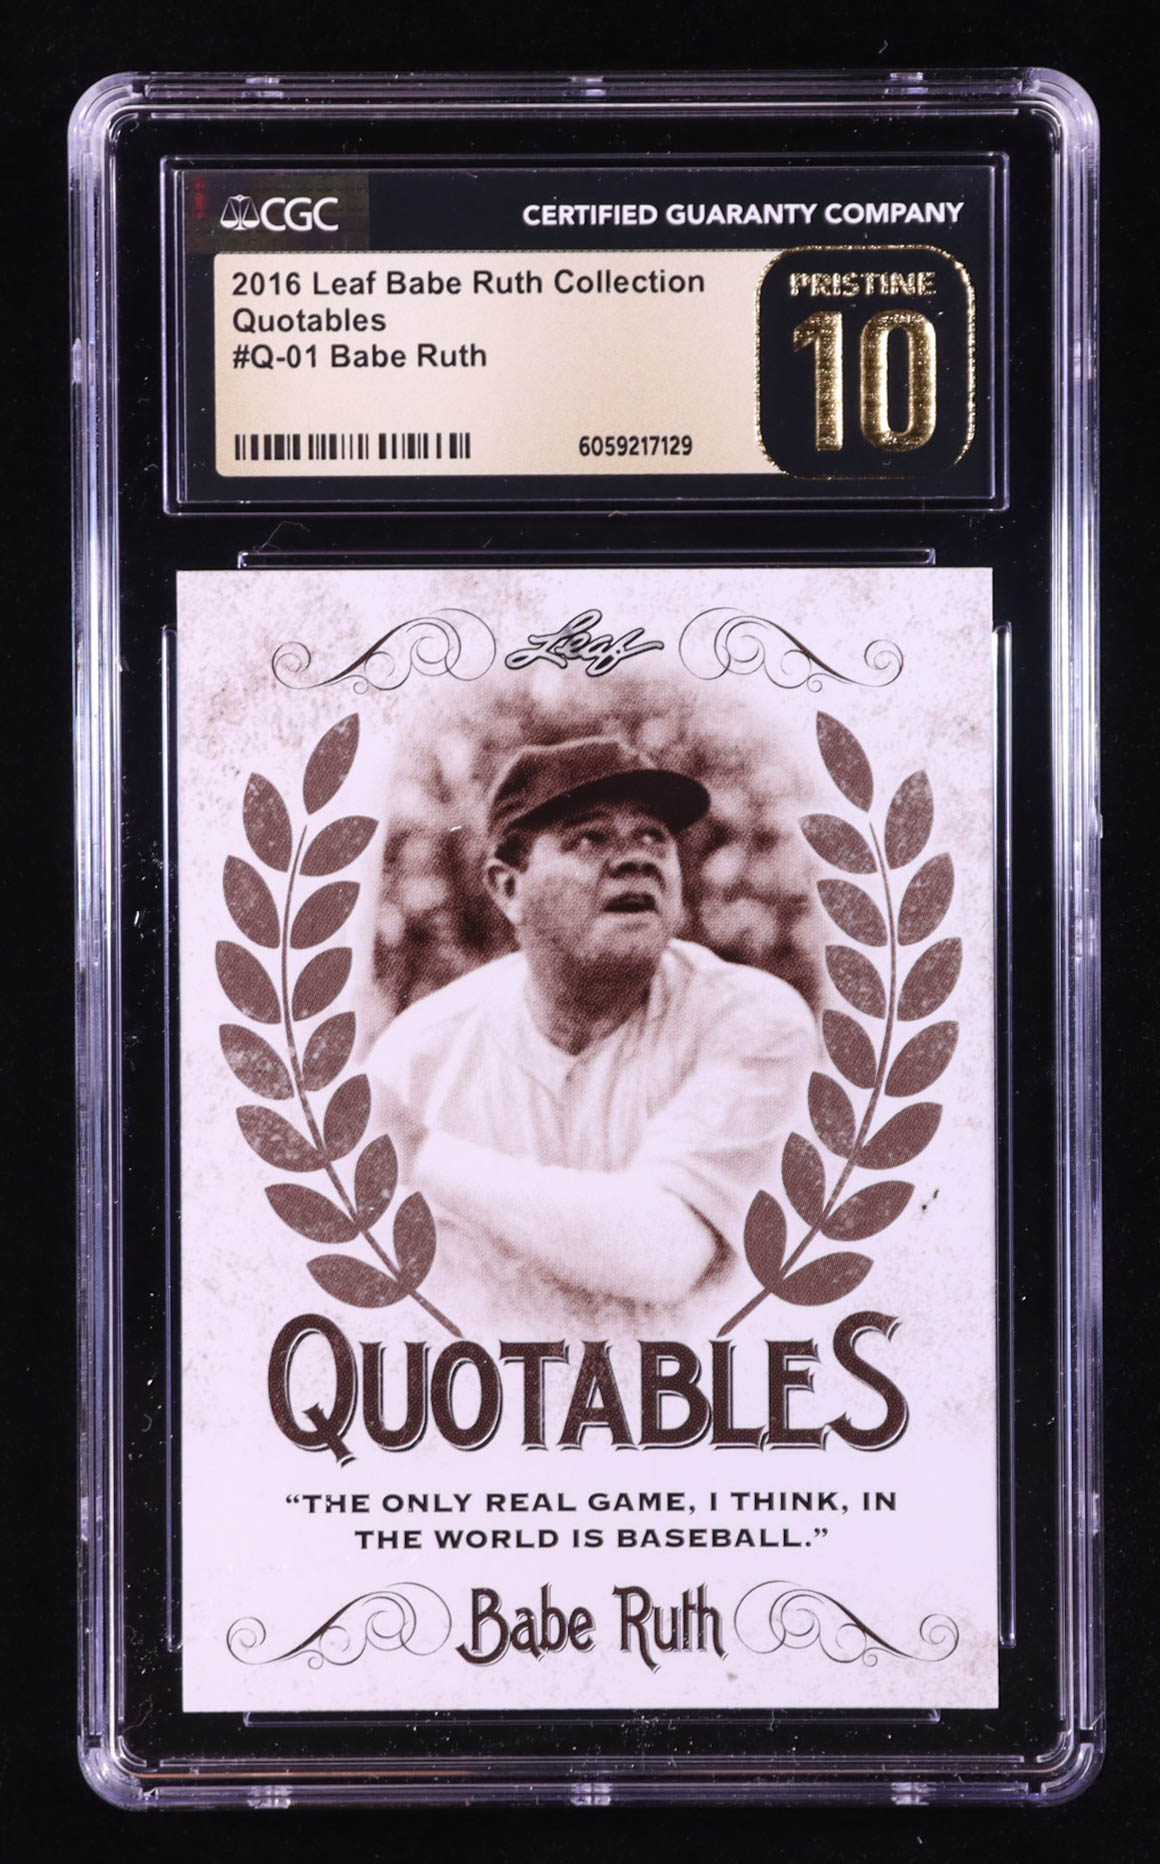 CGC
CERTIFIED GUARANTY COMPANY
2016 Leaf Babe Ruth Collection
Quotables
#Q-01 Babe Ruth
6059217129
PRISTINE
10
Leaf
QUOTABLES
“THE ONLY REAL GAME, I THINK, IN
THE WORLD IS BASEBALL.”
Babe Ruth